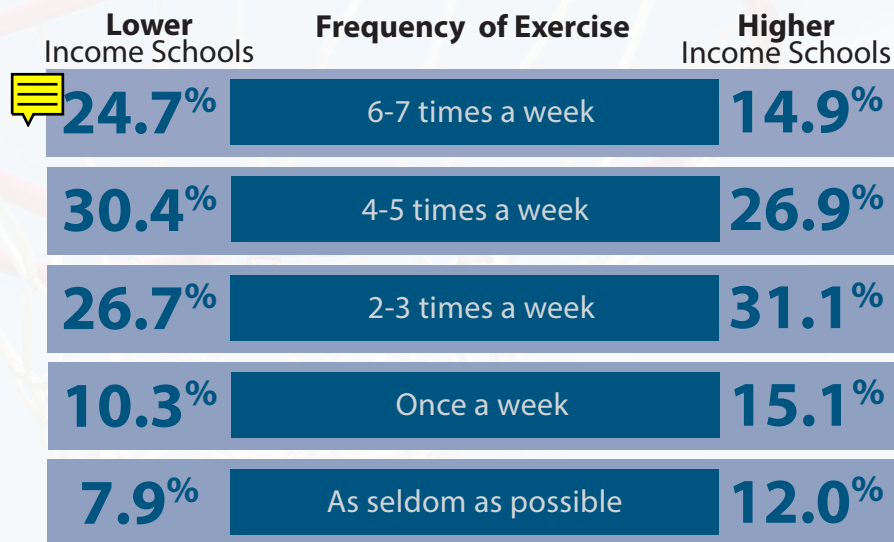 Lower Frequency of Exercise Higher
Income Schools Income Schools
24.7% 6-7 times a week 14.9%
30.4% 4-5 times a week 26.9%
26.7% 2-3 times a week 31.1%
10.3% Once a week 15.1%
7.9% As seldom as possible 12.0%